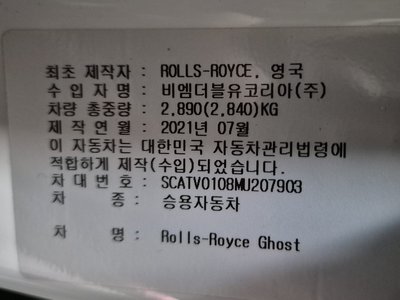 최초 제작자 : ROLLS-ROYCE, 영국
수 입 자 명 : 비엠더블유코리아(주)
차량 총중량 : 2,890(2,840)KG
제 작 연 월 : 2021년 07월
이 자동차는 대한민국 자동차관리법령에
적합하게 제작(수입)되었습니다.
차 대 번 호 : SCATV0108MU207903
차 종 : 승용자동차
차 명 : Rolls-Royce Ghost